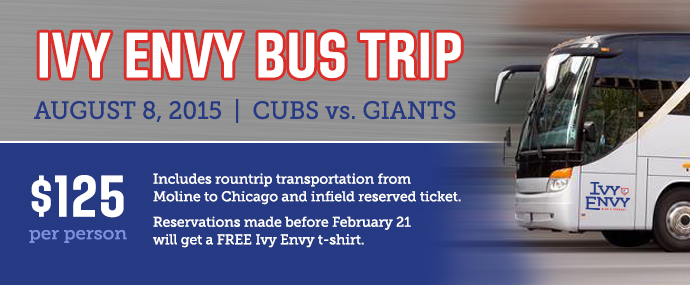 IVY ENVY BUS TRIP
AUGUST 8, 2015 | CUBS vs. GIANTS
$125
per person
Includes rountrip transportation from
Moline to Chicago and infield reserved ticket.
Reservations made before February 21
will get a FREE Ivy Envy t-shirt.
IVY
ENVY